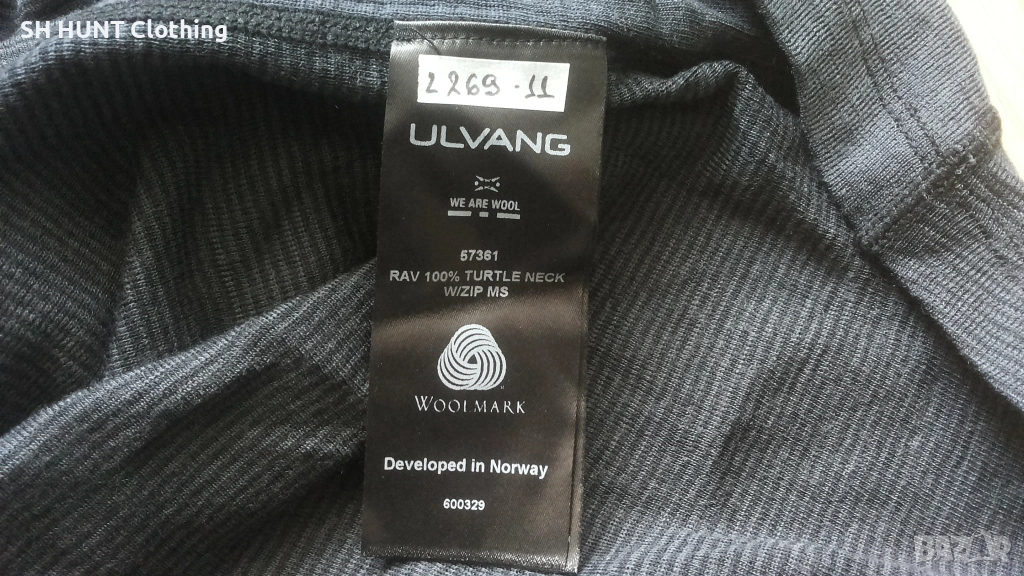 SH HUNT Clothing
2269-11
ULVANG
WE ARE WOOL
57361
RAV 100% TURTLE NECK
W/ZIP MS
WOOLMARK
Developed in Norway
600329